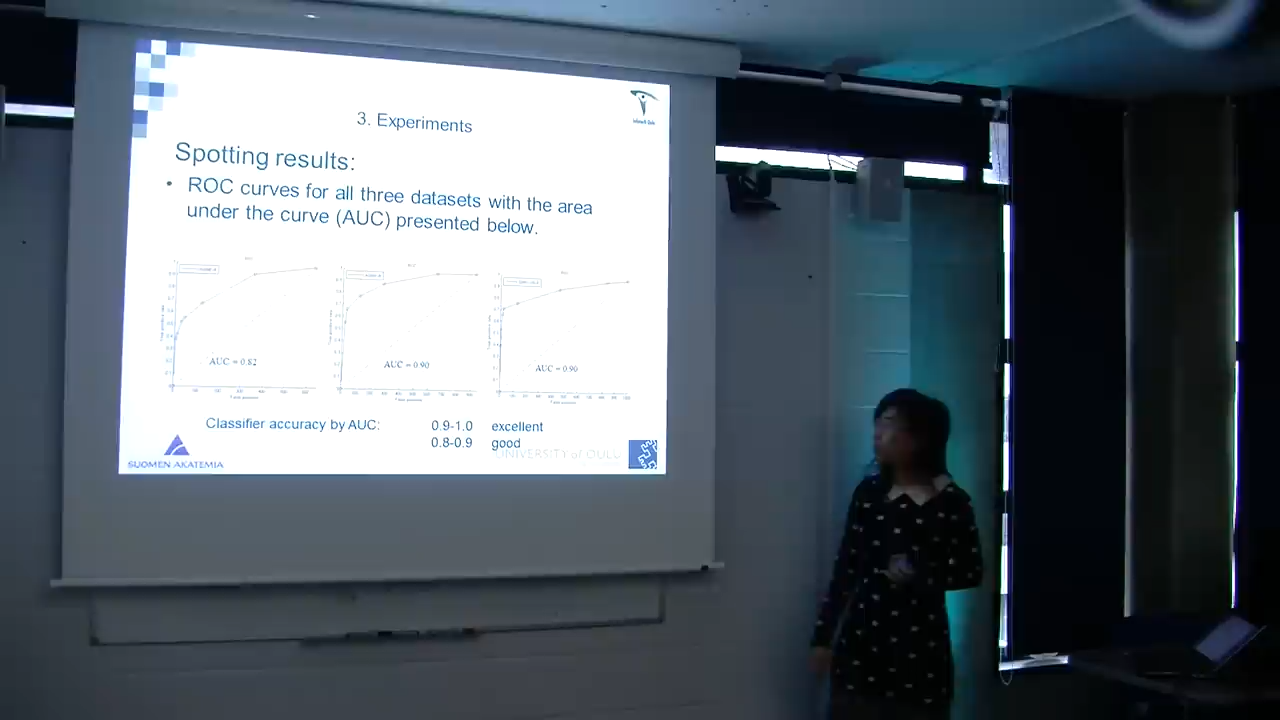 3. Experiments
Spotting results:
• ROC curves for all three datasets with the area
under the curve (AUC) presented below.
AUC = 0.82
AUC = 0.90
AUC = 0.90
Classifier accuracy by AUC: 0.9-1.0 excellent
0.8-0.9 good
SUOMEN AKATEMIA
UNIVERSITY of OULU